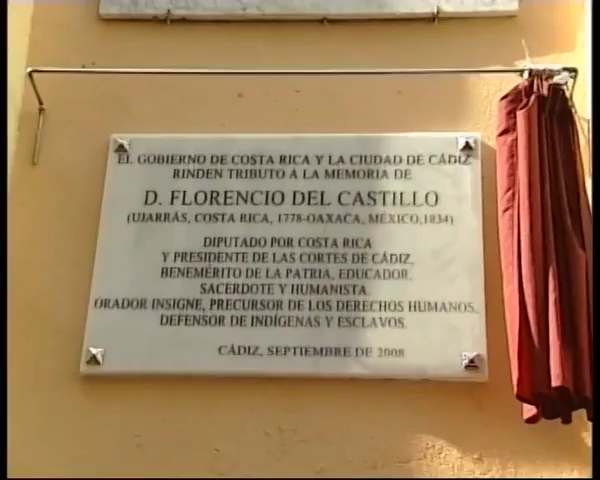 EL GOBIERNO DE COSTA RICA Y LA CIUDAD DE CADIZ
RINDEN TRIBUTO A LA MEMORIA DE
D. FLORENCIO DEL CASTILLO
(UJARRÁS, COSTA RICA, 1778-OAXACA, MÉXICO, 1834)
DIPUTADO POR COSTA RICA
Y PRESIDENTE DE LAS CORTES DE CÁDIZ,
BENEMÉRITO DE LA PATRIA, EDUCADOR,
SACERDOTE Y HUMANISTA.
ORADOR INSIGNE, PRECURSOR DE LOS DERECHOS HUMANOS.
DEFENSOR DE INDÍGENAS Y ESCLAVOS.
CÁDIZ, SEPTIEMBRE DE 2008